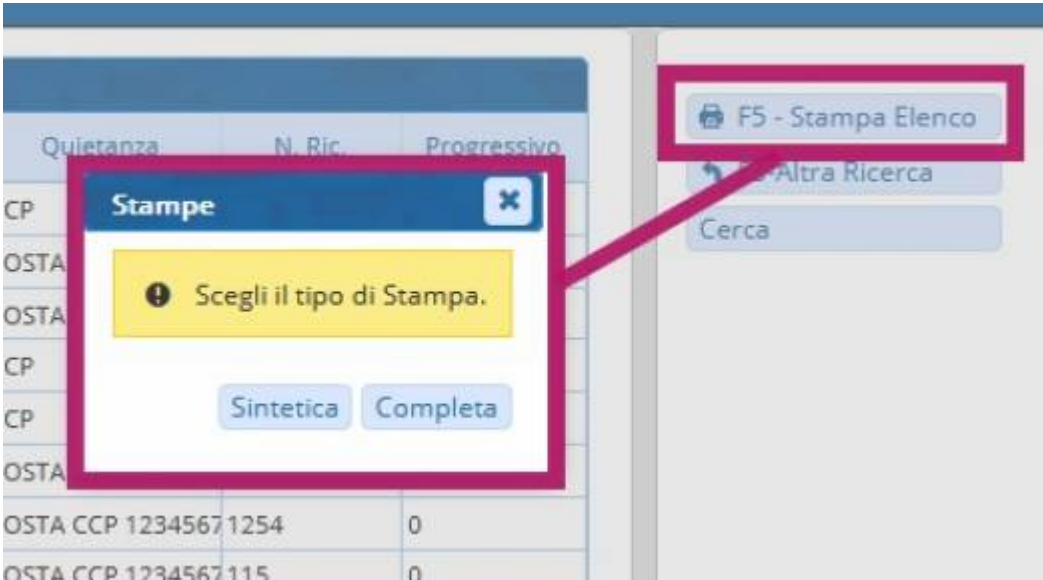 F5 - Stampa Elenco
Quietanza N. Ric. Progressivo
Altra Ricerca
CP
Stampe
Cerca
OSTA
Scegli il tipo di Stampa.
OSTA
CP
CP
Sintetica Completa
OSTA
OSTA CCP 1234567 1254 0
OSTA CCP 1234567 115 0